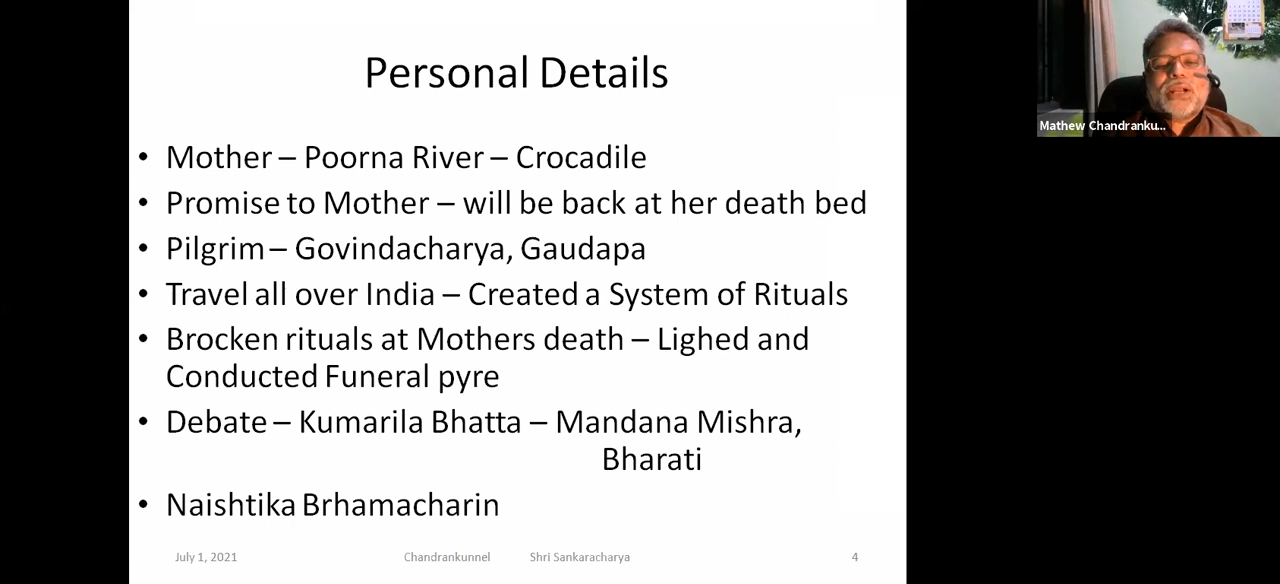 Personal Details
• Mother – Poorna River – Crocadile
• Promise to Mother – will be back at her death bed
• Pilgrim – Govindacharya, Gaudapa
• Travel all over India – Created a System of Rituals
• Brocken rituals at Mothers death – Lighed and
Conducted Funeral pyre
• Debate – Kumarila Bhatta – Mandana Mishra,
Bharati
• Naishtika Brhamacharin
July 1, 2021 Chandrankunnel Shri Sankaracharya 4
Mathew Chandranku...